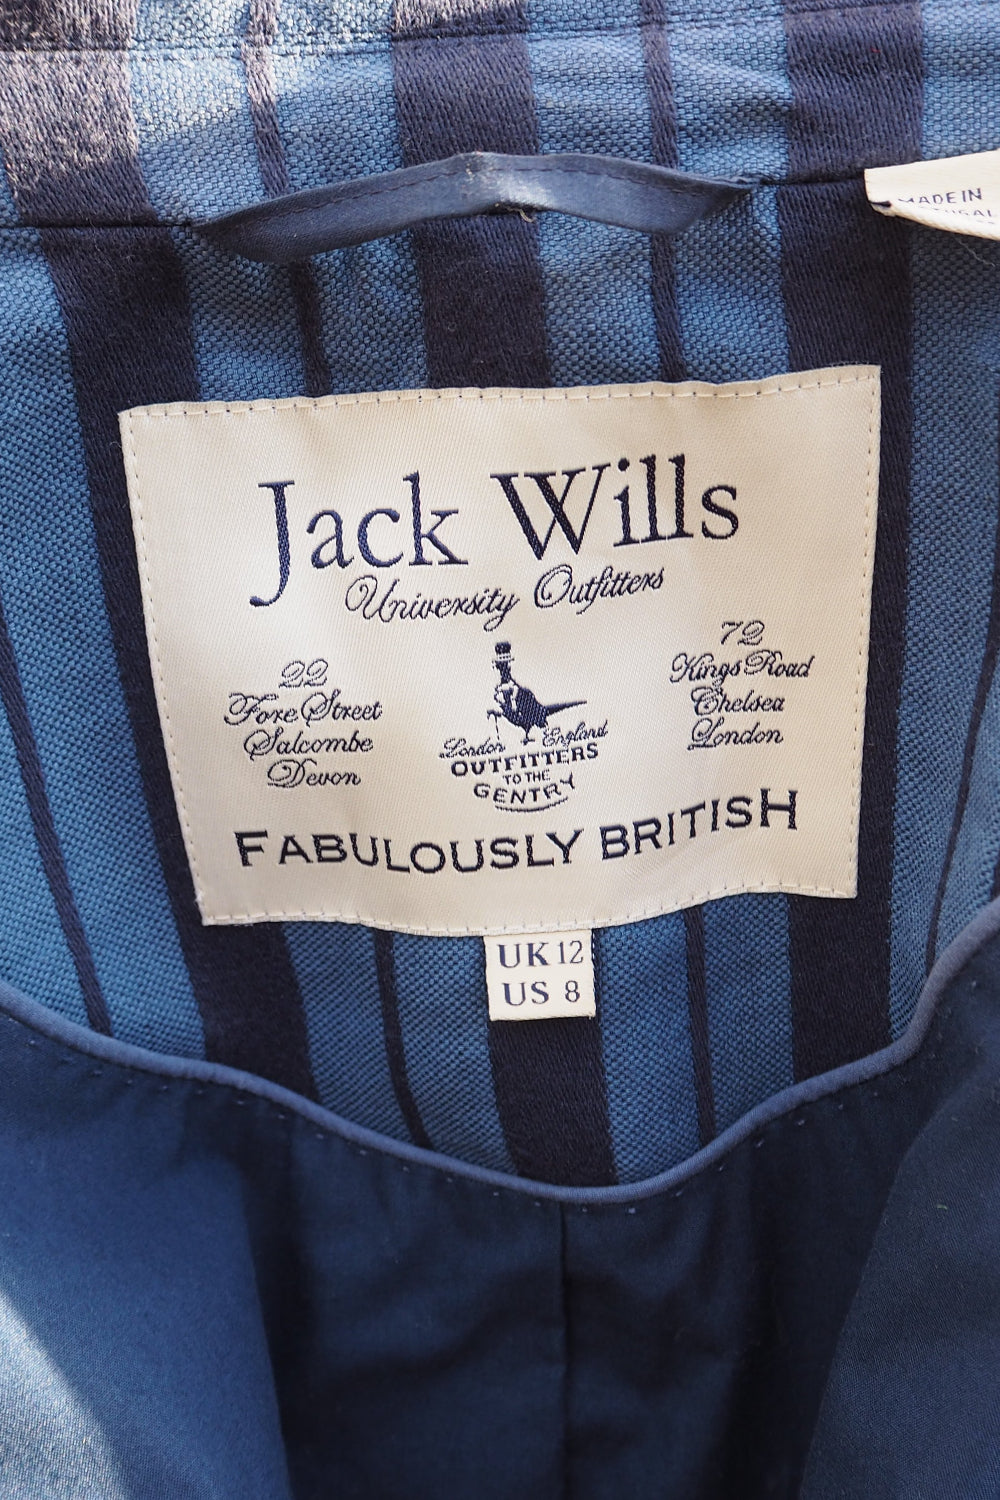 MADE IN
Jack Wills
University Outfitters
22
Fore Street
Salcombe
Devon
London England
OUTFITTERS
TO THE
GENTRY
72
Kings Road
Chelsea
London
FABULOUSLY BRITISH
UK 12
US 8